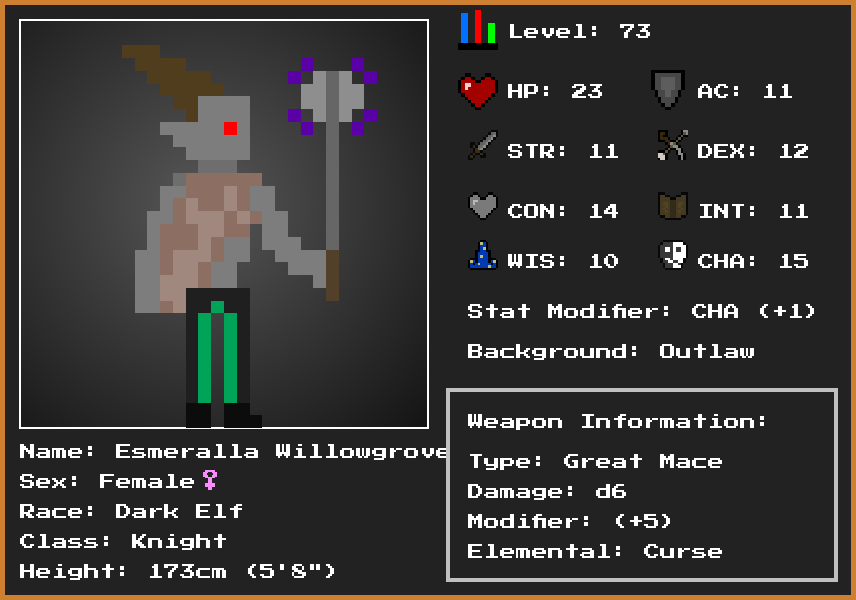 Level: 73
HP: 23
AC: 11
STR: 11
DEX: 12
CON: 14
INT: 11
WIS: 10
CHA: 15
Stat Modifier: CHA (+1)
Background: Outlaw
Weapon Information:
Type: Great Mace
Damage: d6
Modifier: (+5)
Elemental: Curse
Name: Esmeralla Willowgrove
Sex: Female♀
Race: Dark Elf
Class: Knight
Height: 173cm (5'8")